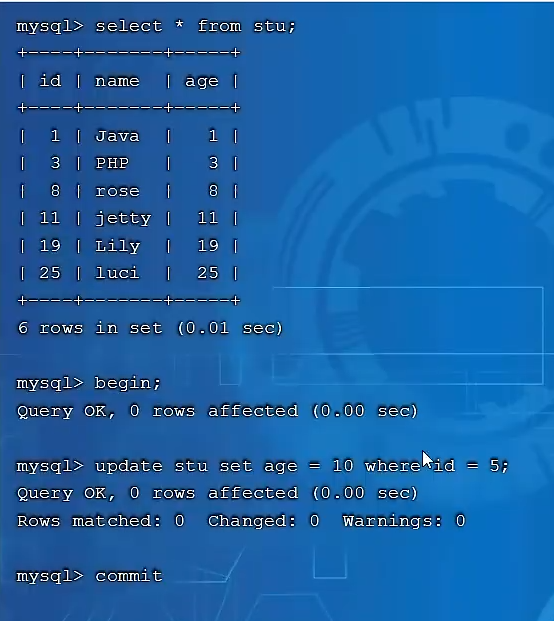 mysql> select * from stu;
+----+-------+-----+
| id | name  | age |
+----+-------+-----+
|  1 | Java  |   1 |
|  3 | PHP   |   3 |
|  8 | rose  |   8 |
| 11 | jetty |  11 |
| 19 | Lily  |  19 |
| 25 | luci  |  25 |
+----+-------+-----+
6 rows in set (0.01 sec)
mysql> begin;
Query OK, 0 rows affected (0.00 sec)
mysql> update stu set age = 10 where id = 5;
Query OK, 0 rows affected (0.00 sec)
Rows matched: 0  Changed: 0  Warnings: 0
mysql> commit